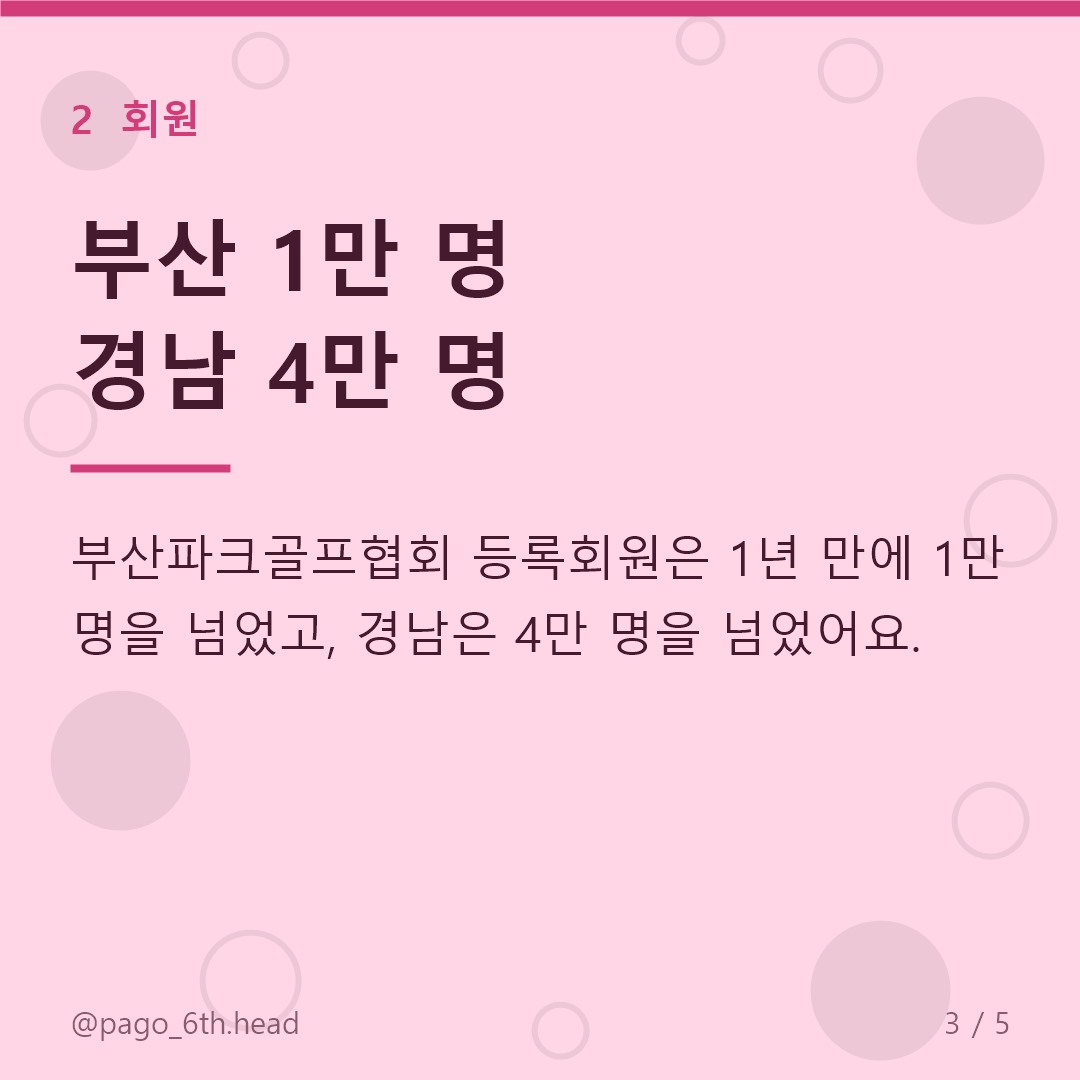 2 회원
부산 1만 명
경남 4만 명
부산파크골프협회 등록회원은 1년 만에 1만
명을 넘었고, 경남은 4만 명을 넘었어요.
@pago_6th.head
3 / 5